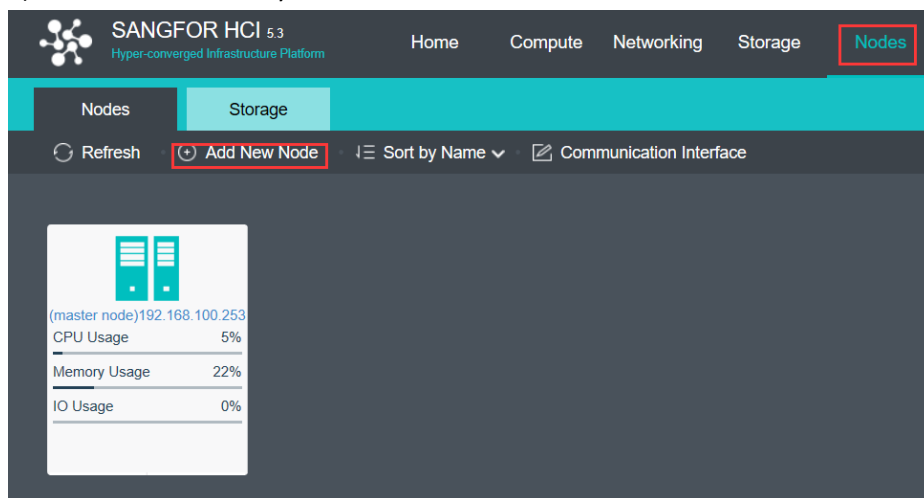 SANGFOR HCI 5.3
Hyper-converged Infrastructure Platform
Home Compute Networking Storage Nodes
Nodes Storage
Refresh Add New Node Sort by Name Communication Interface
(master node)192.168.100.253
CPU Usage 5%
Memory Usage 22%
IO Usage 0%